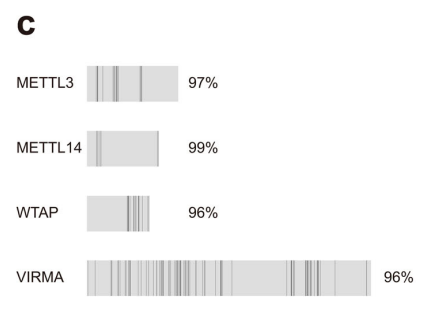 C
METTL3 97%
METTL14 99%
WTAP 96%
VIRMA 96%